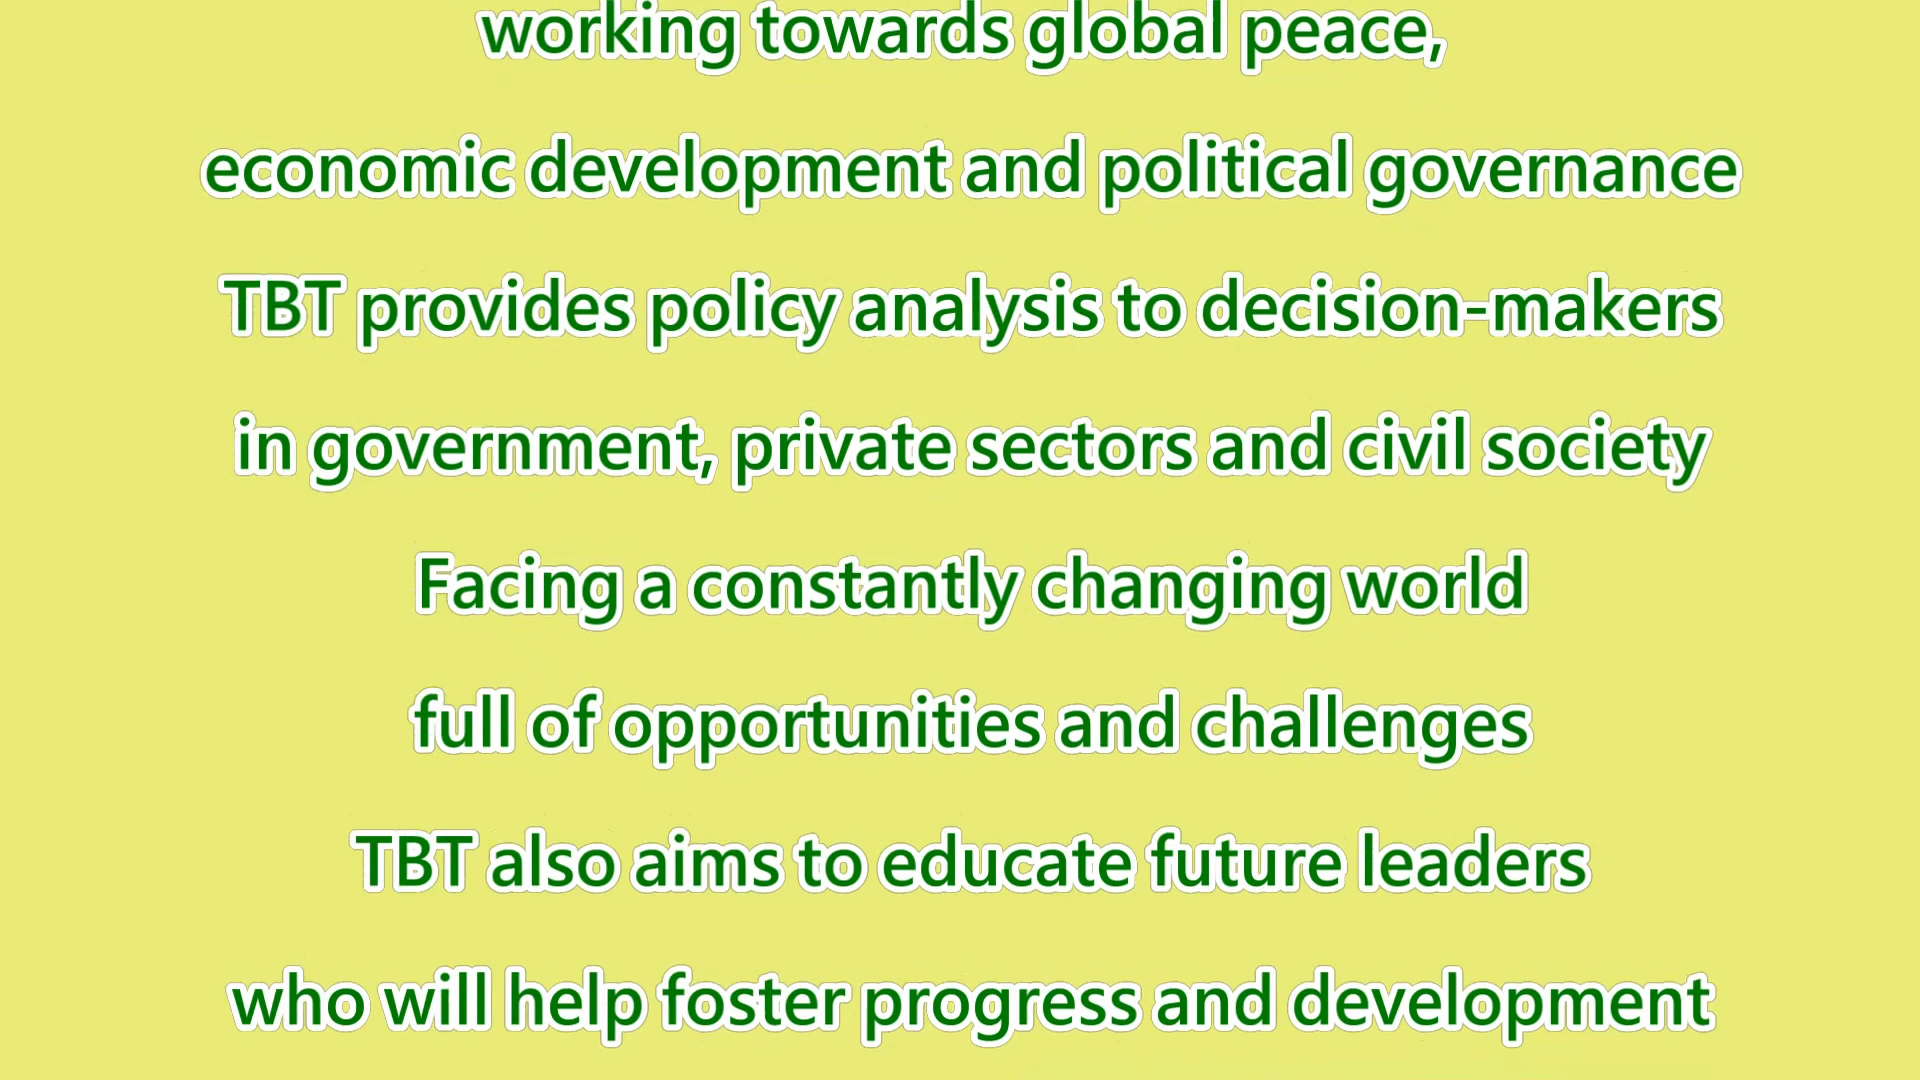 working towards global peace,
economic development and political governance
TBT provides policy analysis to decision-makers
in government, private sectors and civil society
Facing a constantly changing world
full of opportunities and challenges
TBT also aims to educate future leaders
who will help foster progress and development